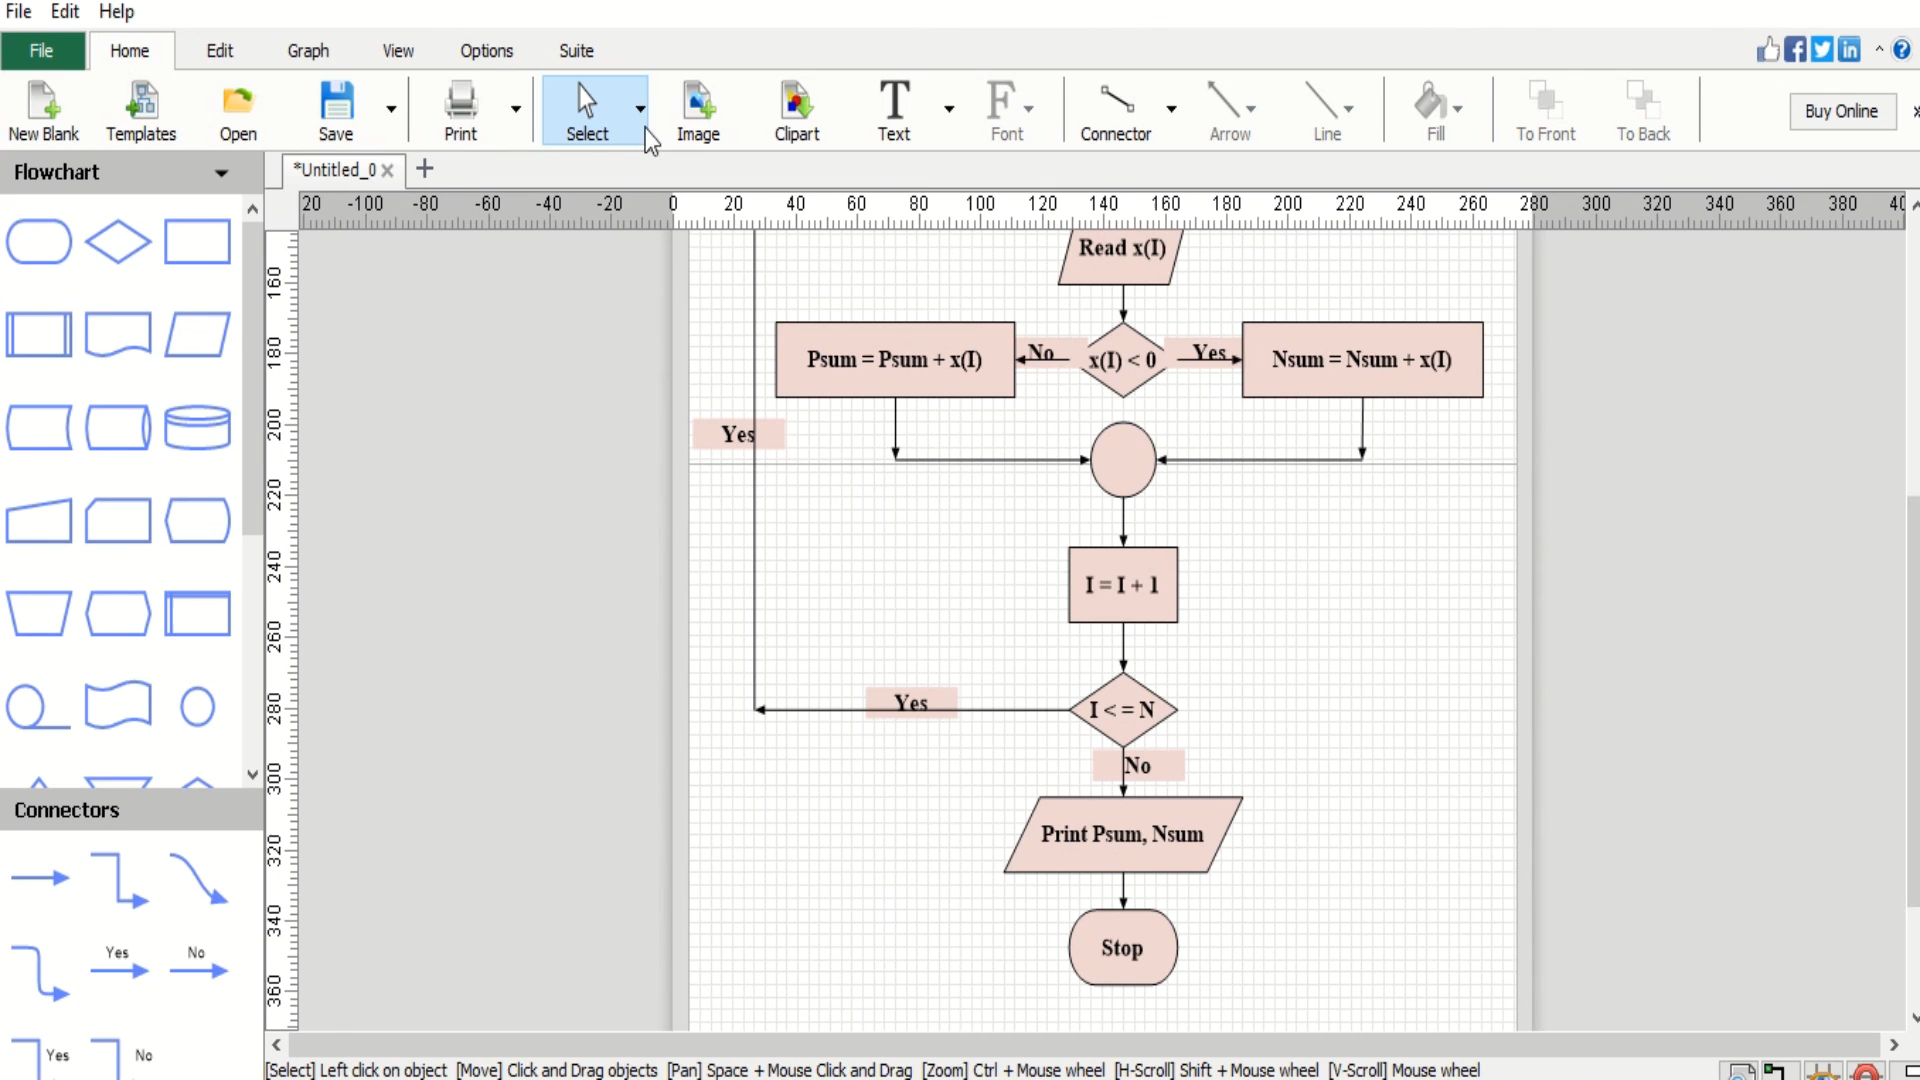 File Edit Help
File Home Edit Graph View Options Suite
New Blank Templates Open Save Print Select Image Clipart Text Font Connector Arrow Line Fill To Front To Back Buy Online
Flowchart
*Untitled_0
20 -100 -80 -60 -40 -20 0 20 40 60 80 100 120 140 160 180 200 220 240 260 280 300 320 340 360 380 40
160
180
200
220
240
260
280
300
320
340
360
Read x(I)
Psum = Psum + x(I) No x(I) < 0 Yes Nsum = Nsum + x(I)
Yes
I = I + 1
Yes I < = N
No
Print Psum, Nsum
Stop
Connectors
Yes No
Yes No
[Select] Left click on object [Move] Click and Drag objects [Pan] Space + Mouse Click and Drag [Zoom] Ctrl + Mouse wheel [H-Scroll] Shift + Mouse wheel [V-Scroll] Mouse wheel